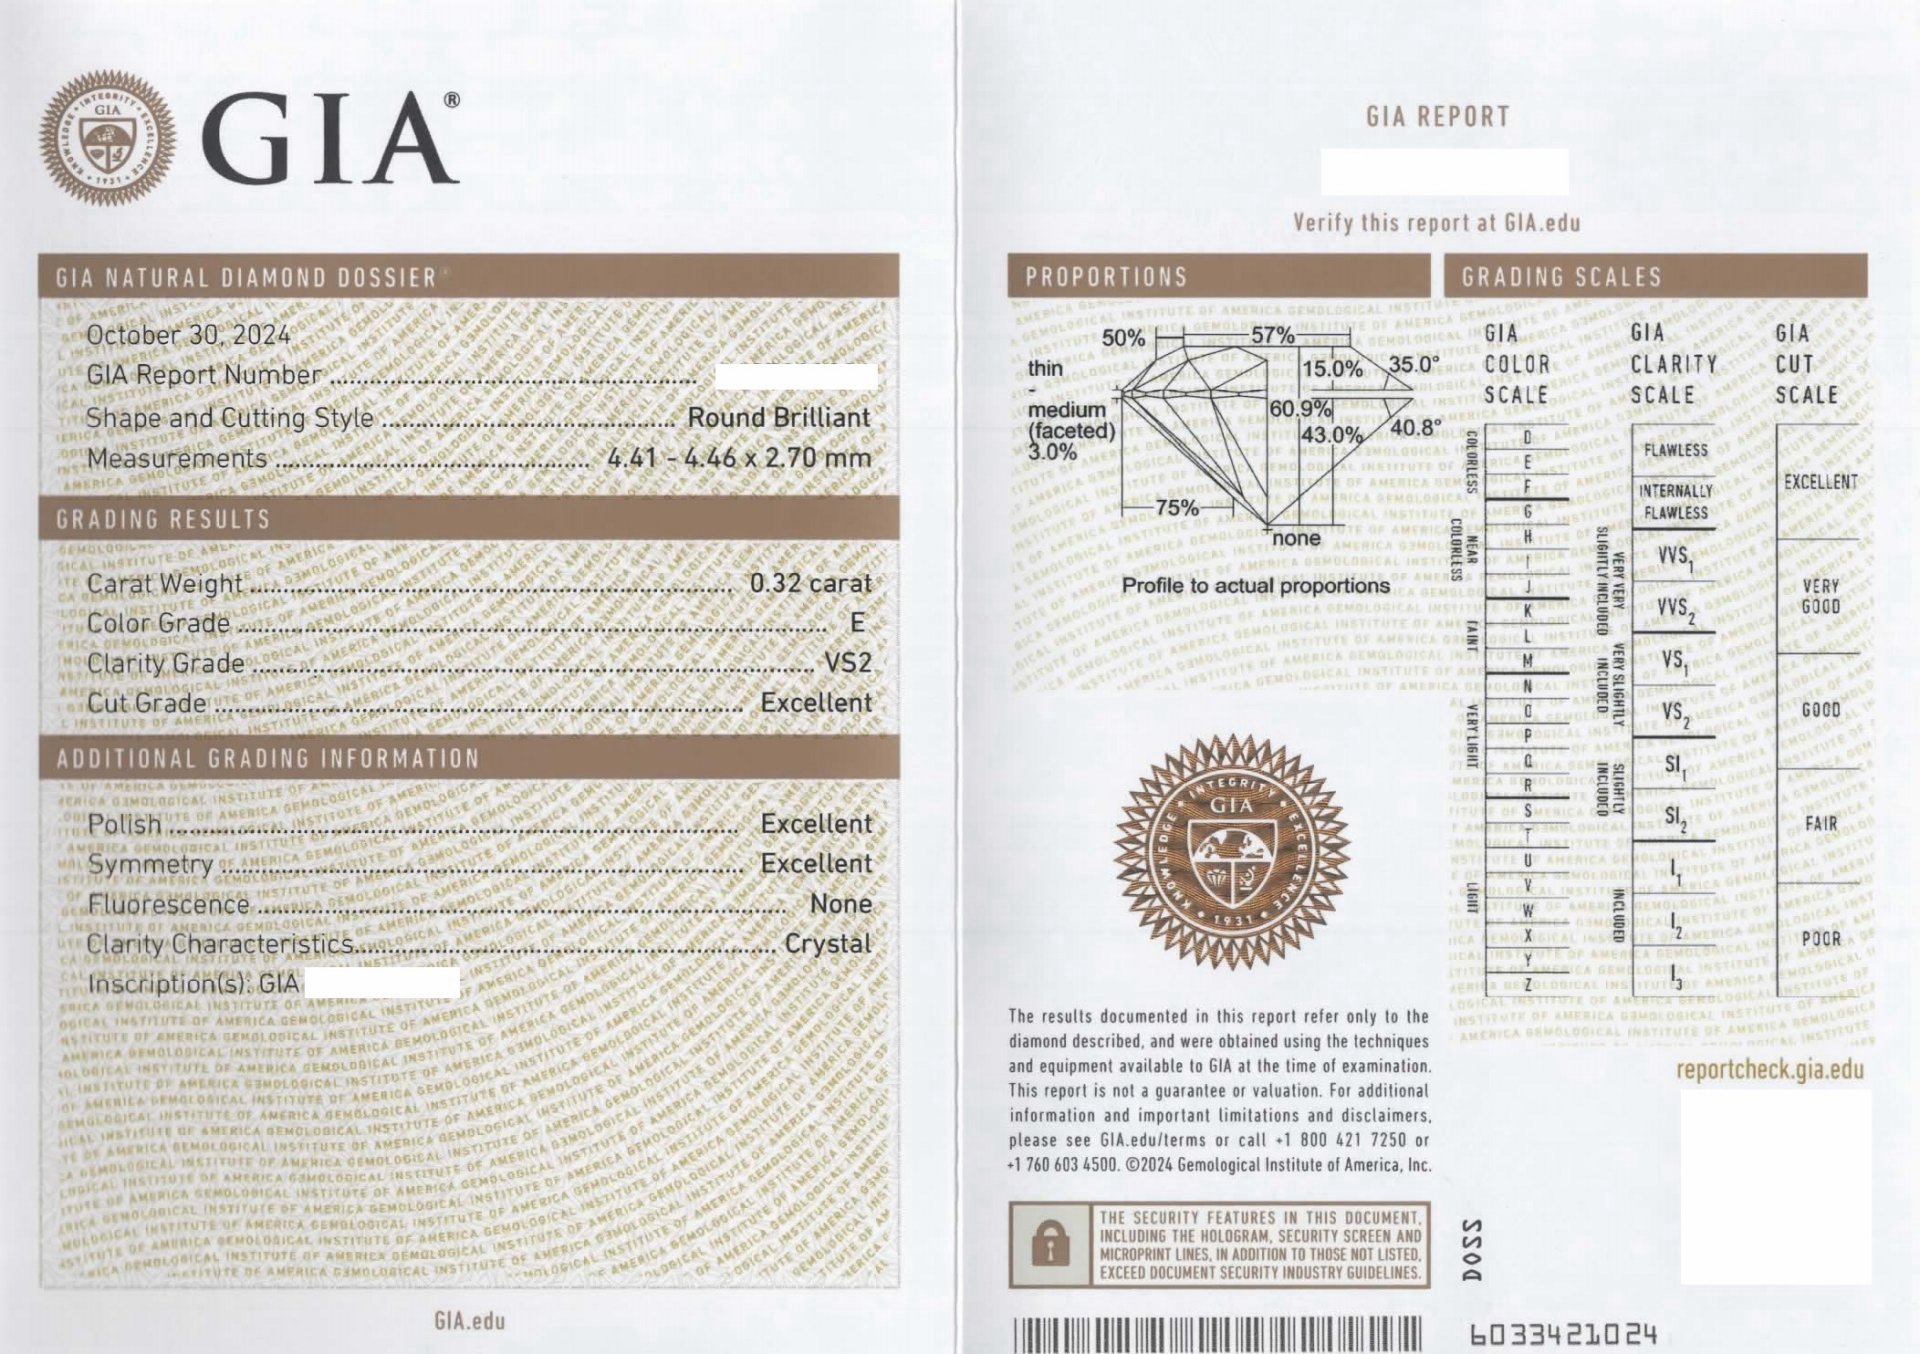 GIA®
INTEGRITY
GIA
KNOWLEDGE
EXCELLENCE
1931
GIA NATURAL DIAMOND DOSSIER®
October 30, 2024
GIA Report Number
Shape and Cutting Style Round Brilliant
Measurements 4.41 - 4.46 x 2.70 mm
GRADING RESULTS
Carat Weight 0.32 carat
Color Grade E
Clarity Grade VS2
Cut Grade Excellent
ADDITIONAL GRADING INFORMATION
Polish Excellent
Symmetry Excellent
Fluorescence None
Clarity Characteristics Crystal
Inscription(s): GIA
GIA.edu
GIA REPORT
Verify this report at GIA.edu
PROPORTIONS
50%
57%
thin
-
medium
(faceted)
3.0%
15.0%
35.0°
60.9%
43.0%
40.8°
75%
none
Profile to actual proportions
INTEGRITY
GIA
KNOWLEDGE
EXCELLENCE
1931
The results documented in this report refer only to the
diamond described, and were obtained using the techniques
and equipment available to GIA at the time of examination.
This report is not a guarantee or valuation. For additional
information and important limitations and disclaimers,
please see GIA.edu/terms or call +1 800 421 7250 or
+1 760 603 4500. ©2024 Gemological Institute of America, Inc.
THE SECURITY FEATURES IN THIS DOCUMENT,
INCLUDING THE HOLOGRAM, SECURITY SCREEN AND
MICROPRINT LINES, IN ADDITION TO THOSE NOT LISTED,
EXCEED DOCUMENT SECURITY INDUSTRY GUIDELINES.
GRADING SCALES
GIA
COLOR
SCALE
COLORLESS
D
E
F
NEAR
COLORLESS
G
H
I
J
FAINT
K
L
M
VERY LIGHT
N
O
P
Q
R
LIGHT
S
T
U
V
W
X
Y
Z
GIA
CLARITY
SCALE
FLAWLESS
INTERNALLY
FLAWLESS
VERY VERY
SLIGHTLY INCLUDED
VVS1
VVS2
VERY SLIGHTLY
INCLUDED
VS1
VS2
SLIGHTLY
INCLUDED
SI1
SI2
INCLUDED
I1
I2
I3
GIA
CUT
SCALE
EXCELLENT
VERY
GOOD
GOOD
FAIR
POOR
reportcheck.gia.edu
DOSS
6033421024